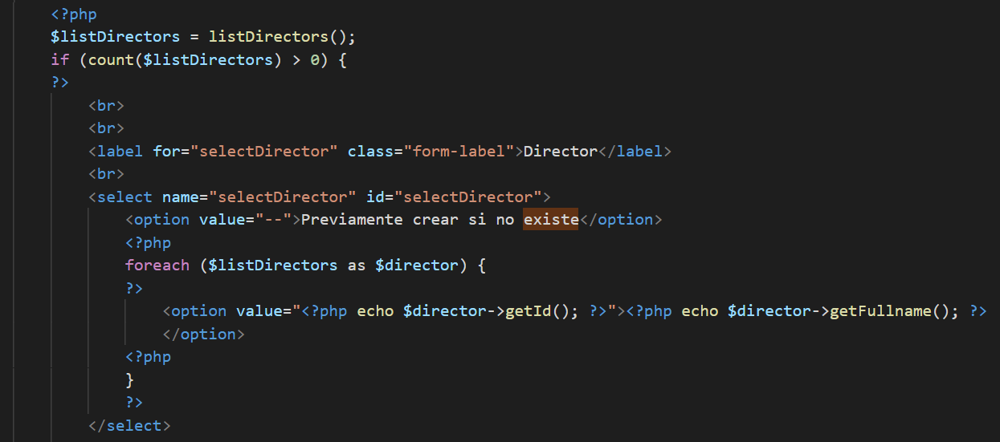 <?php
$listDirectors = listDirectors();
if (count($listDirectors) > 0) {
?>
<br>
<br>
<label for="selectDirector" class="form-label">Director</label>
<br>
<select name="selectDirector" id="selectDirector">
<option value="--">Previamente crear si no existe</option>
<?php
foreach ($listDirectors as $director) {
?>
<option value="<?php echo $director->getId(); ?>"><?php echo $director->getFullname(); ?>
</option>
<?php
}
?>
</select>